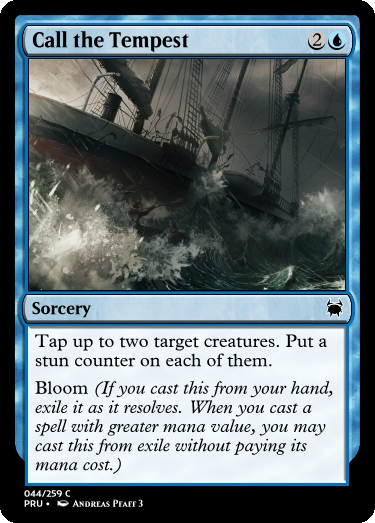 Call the Tempest 2
Sorcery
Tap up to two target creatures. Put a
stun counter on each of them.
Bloom (If you cast this from your hand,
exile it as it resolves. When you cast a
spell with greater mana value, you may
cast this from exile without paying its
mana cost.)
044/259 C
PRU • Andreas Pfaff 3